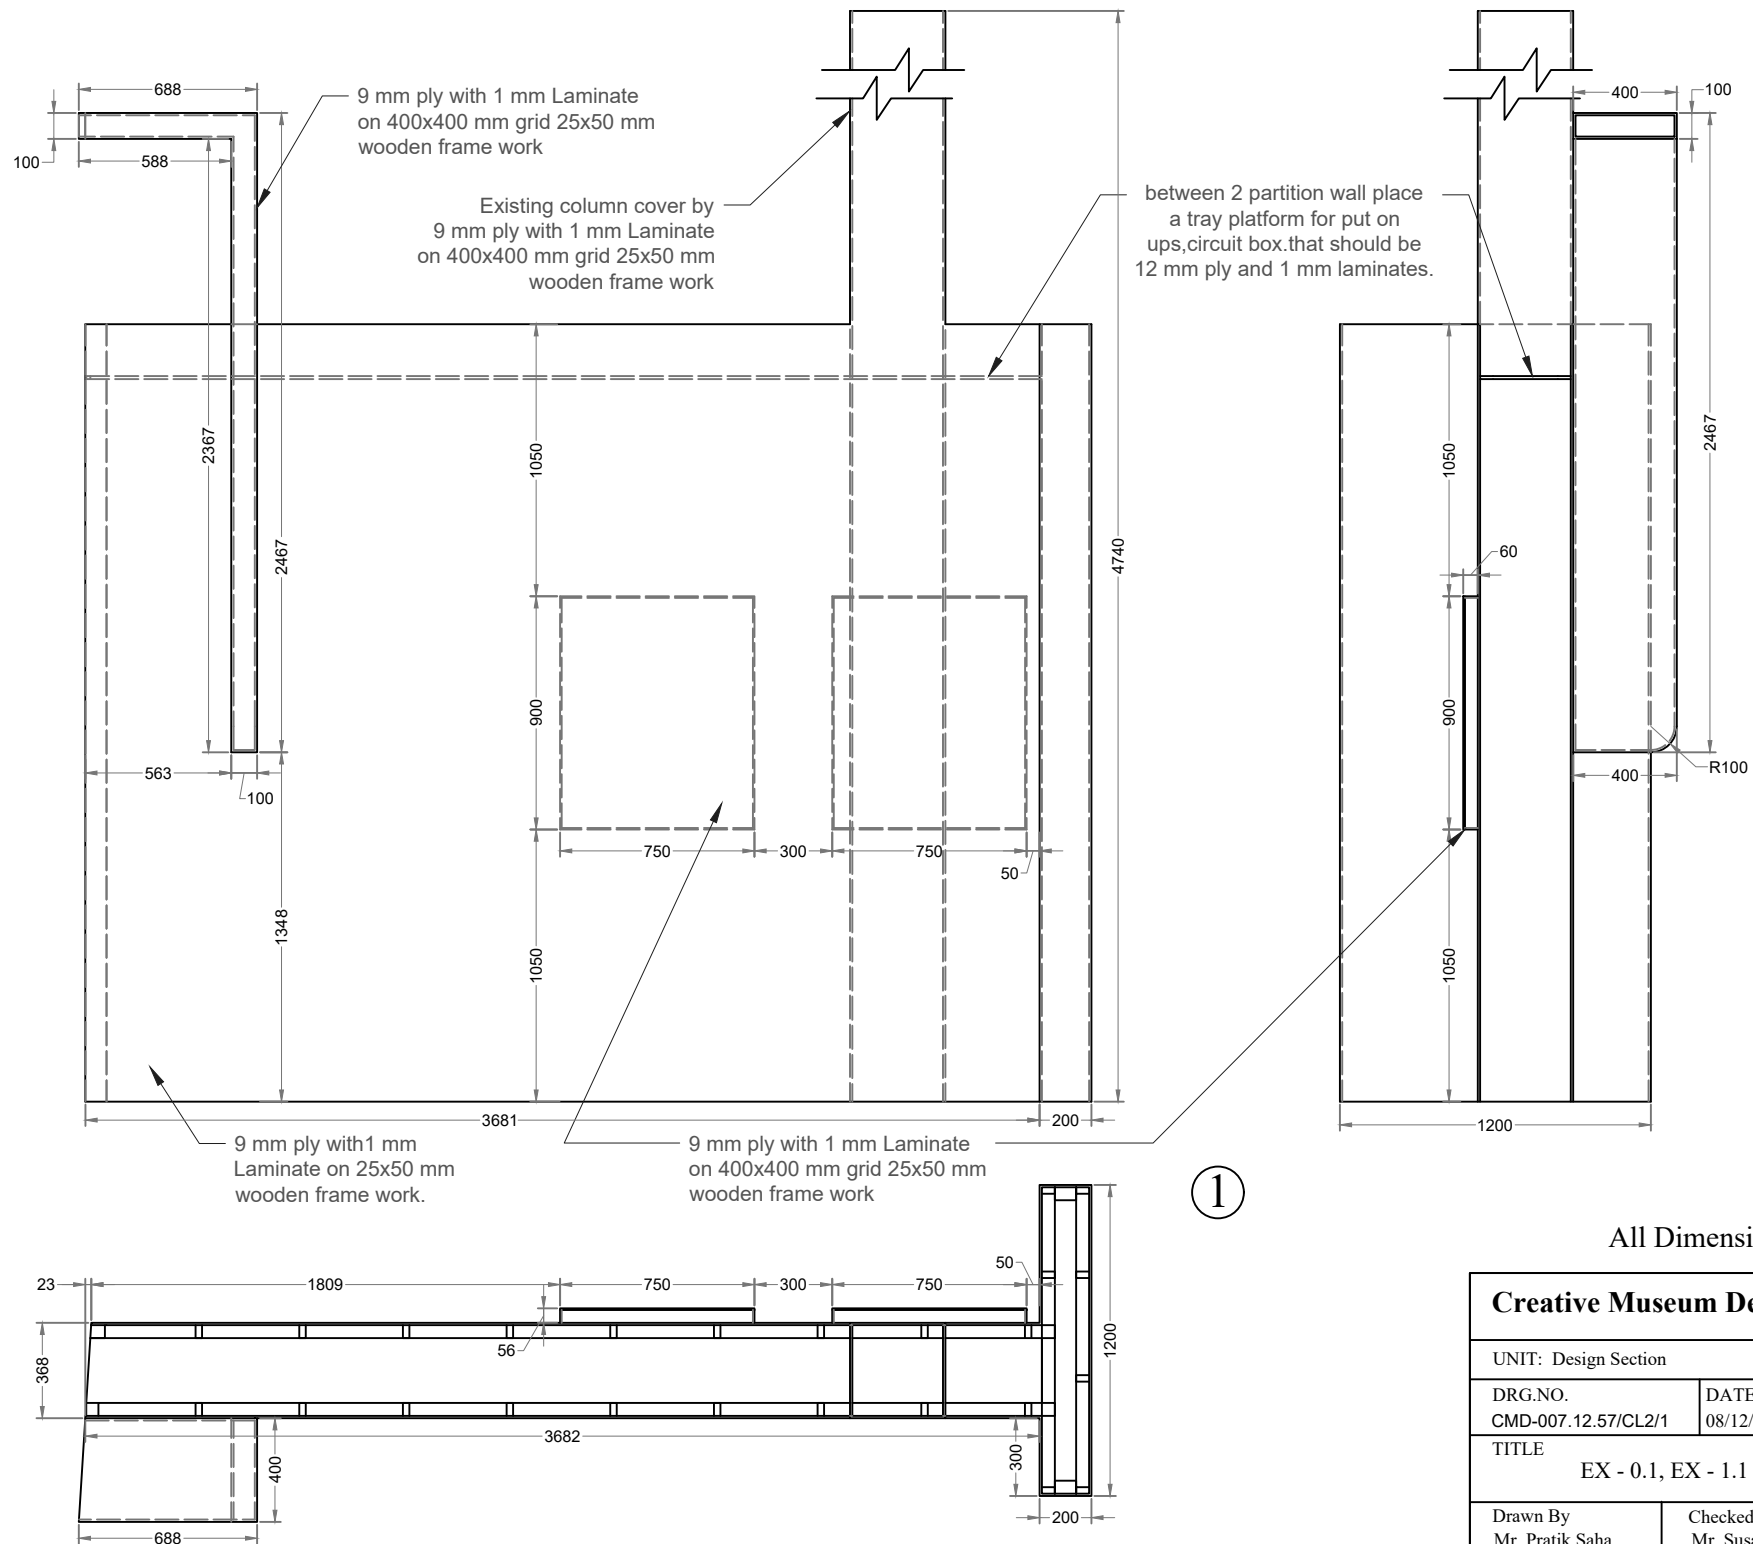 688
100
588
9 mm ply with 1 mm Laminate
on 400x400 mm grid 25x50 mm
wooden frame work
Existing column cover by
9 mm ply with 1 mm Laminate
on 400x400 mm grid 25x50 mm
wooden frame work
between 2 partition wall place
a tray platform for put on
ups,circuit box.that should be
12 mm ply and 1 mm laminates.
400
100
2367
2467
1050
900
1050
4740
1050
900
1050
60
2467
563
100
1348
750
300
750
50
400
R100
3681
200
1200
9 mm ply with1 mm
Laminate on 25x50 mm
wooden frame work.
9 mm ply with 1 mm Laminate
on 400x400 mm grid 25x50 mm
wooden frame work
1
23
1809
750
300
750
50
56
368
1200
3682
400
300
688
200
All Dimensi
Creative Museum De
UNIT: Design Section
DRG.NO.
CMD-007.12.57/CL2/1
DATE
08/12/
TITLE
EX - 0.1, EX - 1.1
Drawn By
Mr. Pratik Saha
Checked
Mr. Susa